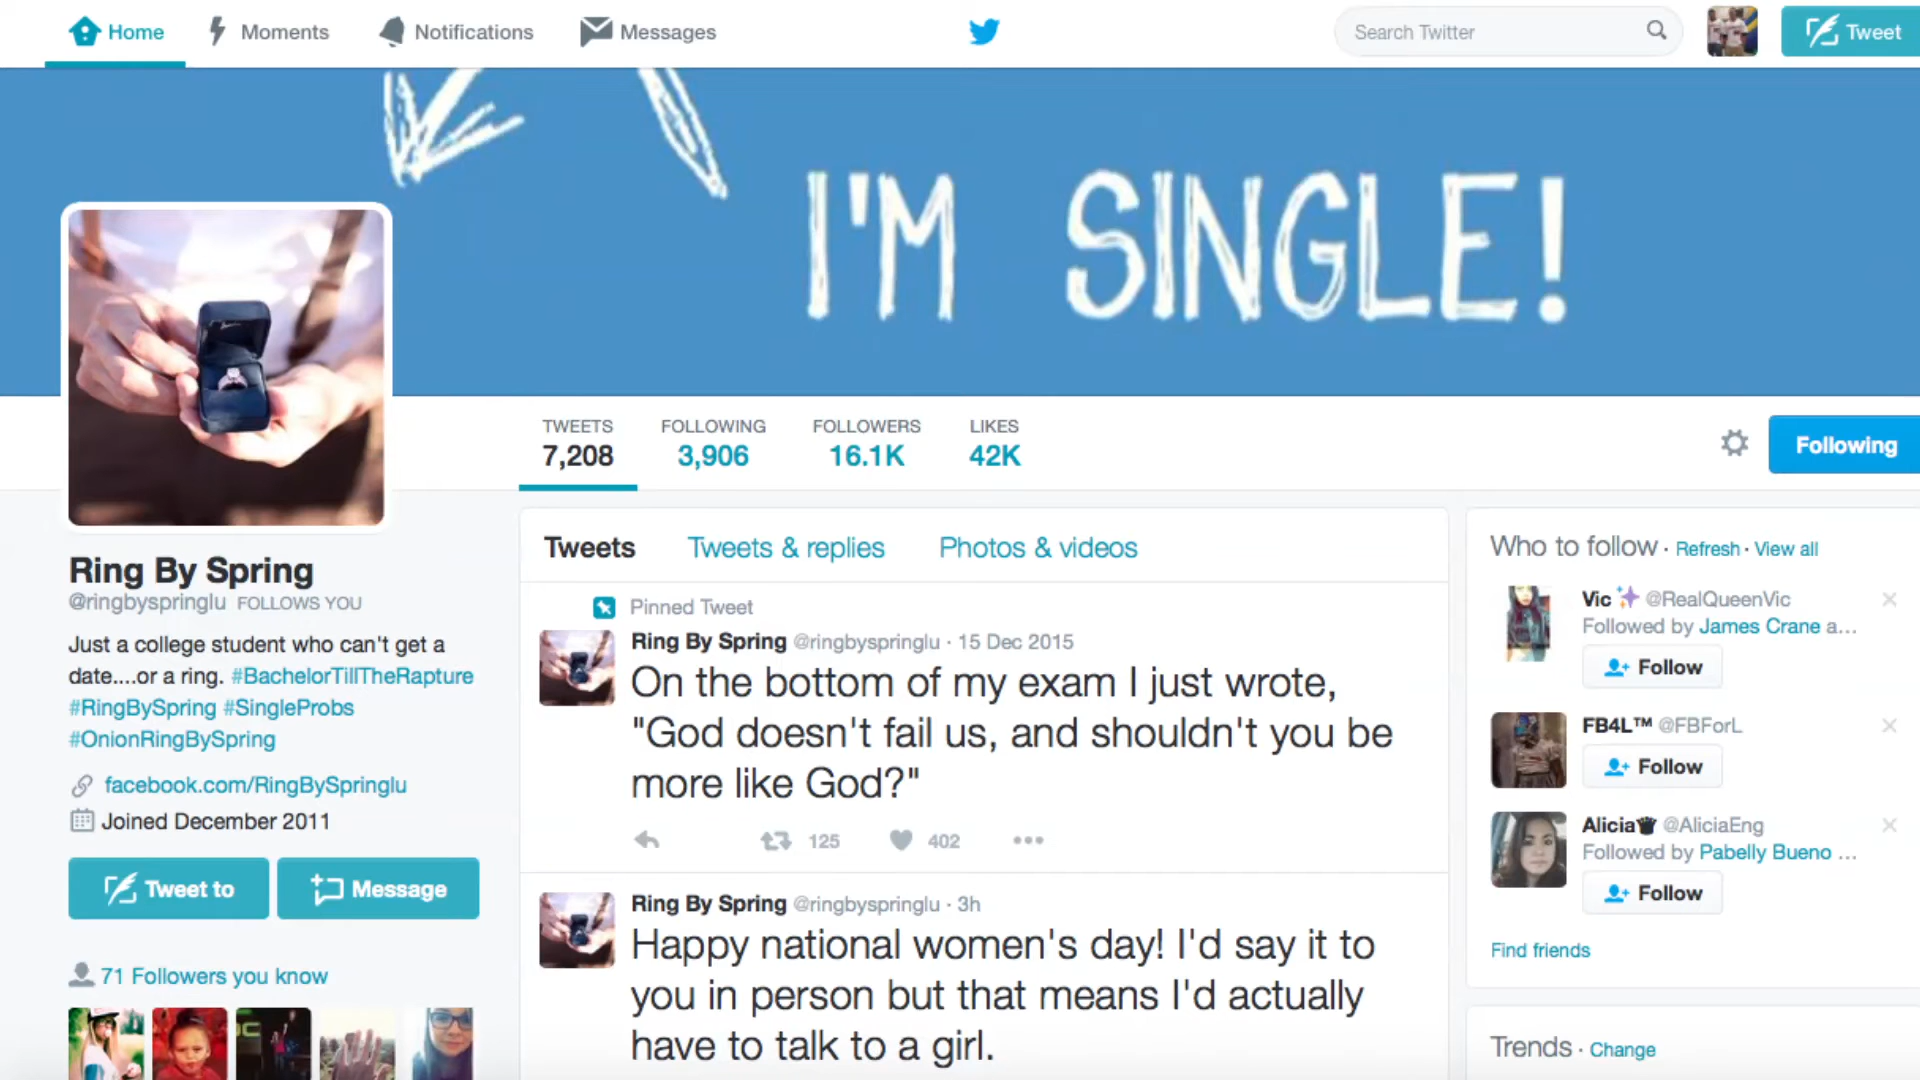 Home
Moments
Notifications
Messages
Search Twitter
Tweet
I'M SINGLE!
TWEETS
7,208
FOLLOWING
3,906
FOLLOWERS
16.1K
LIKES
42K
Following
Ring By Spring
@ringbyspringlu FOLLOWS YOU
Just a college student who can't get a
date....or a ring. #BachelorTillTheRapture
#RingBySpring #SingleProbs
#OnionRingBySpring
facebook.com/RingBySpringlu
Joined December 2011
Tweet to
Message
71 Followers you know
Tweets
Tweets & replies
Photos & videos
Pinned Tweet
Ring By Spring @ringbyspringlu · 15 Dec 2015
On the bottom of my exam I just wrote,
"God doesn't fail us, and shouldn't you be
more like God?"
125
402
Ring By Spring @ringbyspringlu · 3h
Happy national women's day! I'd say it to
you in person but that means I'd actually
have to talk to a girl.
Who to follow · Refresh · View all
Vic @RealQueenVic
Followed by James Crane a...
Follow
FB4L™ @FBForL
Follow
Alicia @AliciaEng
Followed by Pabelly Bueno ...
Follow
Find friends
Trends · Change